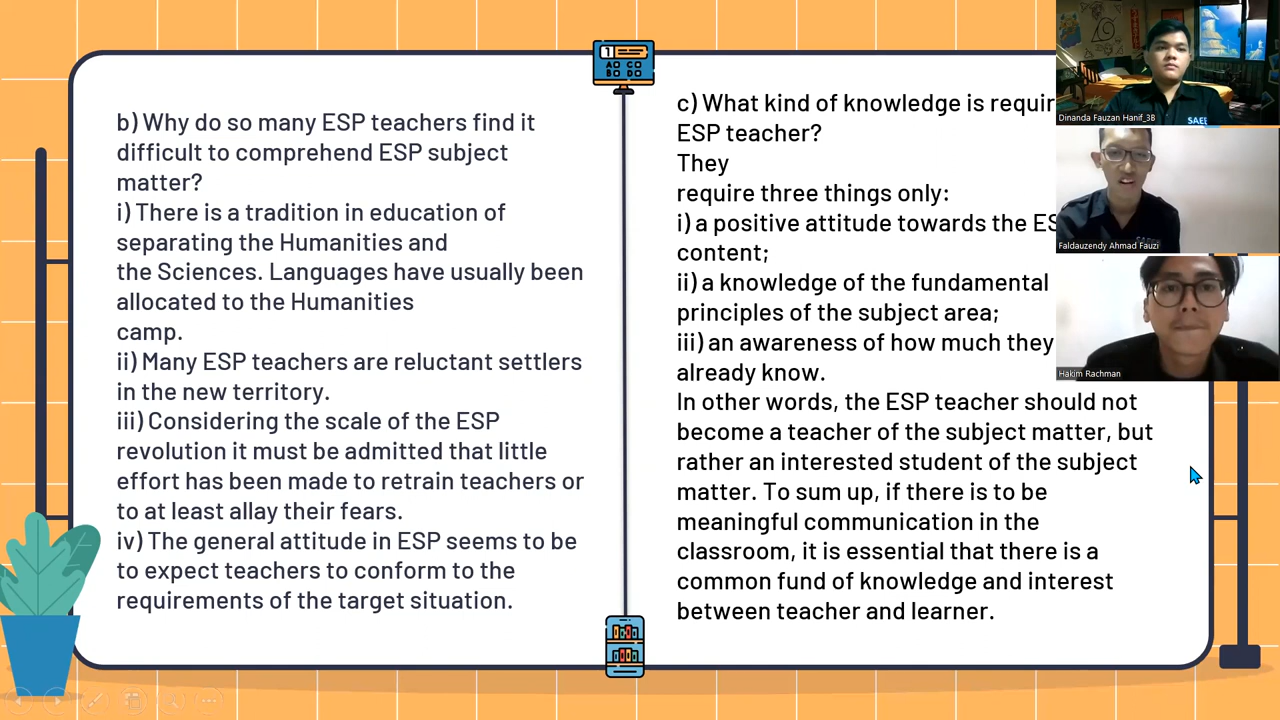 b) Why do so many ESP teachers find it
difficult to comprehend ESP subject
matter?
i) There is a tradition in education of
separating the Humanities and
the Sciences. Languages have usually been
allocated to the Humanities
camp.
ii) Many ESP teachers are reluctant settlers
in the new territory.
iii) Considering the scale of the ESP
revolution it must be admitted that little
effort has been made to retrain teachers or
to at least allay their fears.
iv) The general attitude in ESP seems to be
to expect teachers to conform to the
requirements of the target situation.
c) What kind of knowledge is requir
ESP teacher?
They
require three things only:
i) a positive attitude towards the ES
content;
ii) a knowledge of the fundamental
principles of the subject area;
iii) an awareness of how much they
already know.
In other words, the ESP teacher should not
become a teacher of the subject matter, but
rather an interested student of the subject
matter. To sum up, if there is to be
meaningful communication in the
classroom, it is essential that there is a
common fund of knowledge and interest
between teacher and learner.
Dinanda Fauzan Hanif_3B
Faldauzendy Ahmad Fauzi
Hakim Rachman